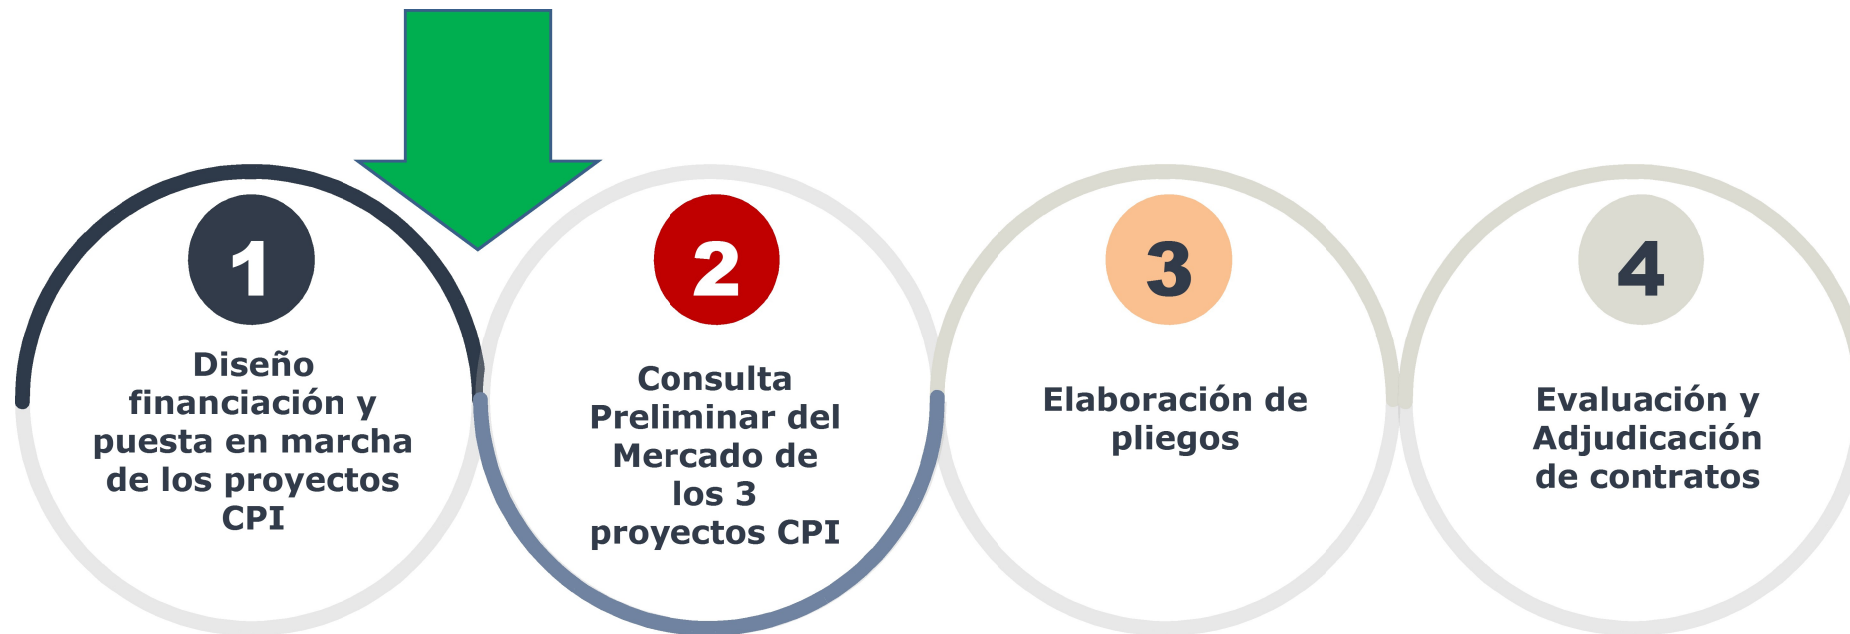 1
Diseño
financiación y
puesta en marcha
de los proyectos
CPI
2
Consulta
Preliminar del
Mercado de
los 3
proyectos CPI
3
Elaboración de
pliegos
4
Evaluación y
Adjudicación
de contratos